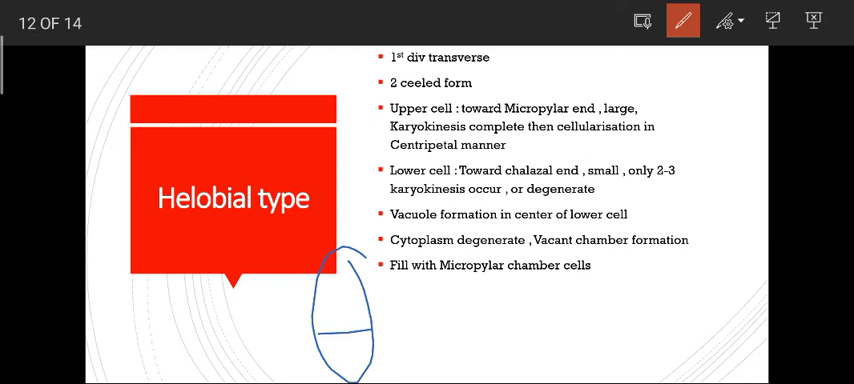 12 OF 14
Helobial type
1st div transverse
2 ceeled form
Upper cell : toward Micropylar end , large,
Karyokinesis complete then cellularisation in
Centripetal manner
Lower cell : Toward chalazal end , small , only 2-3
karyokinesis occur , or degenerate
Vacuole formation in center of lower cell
Cytoplasm degenerate , Vacant chamber formation
Fill with Micropylar chamber cells